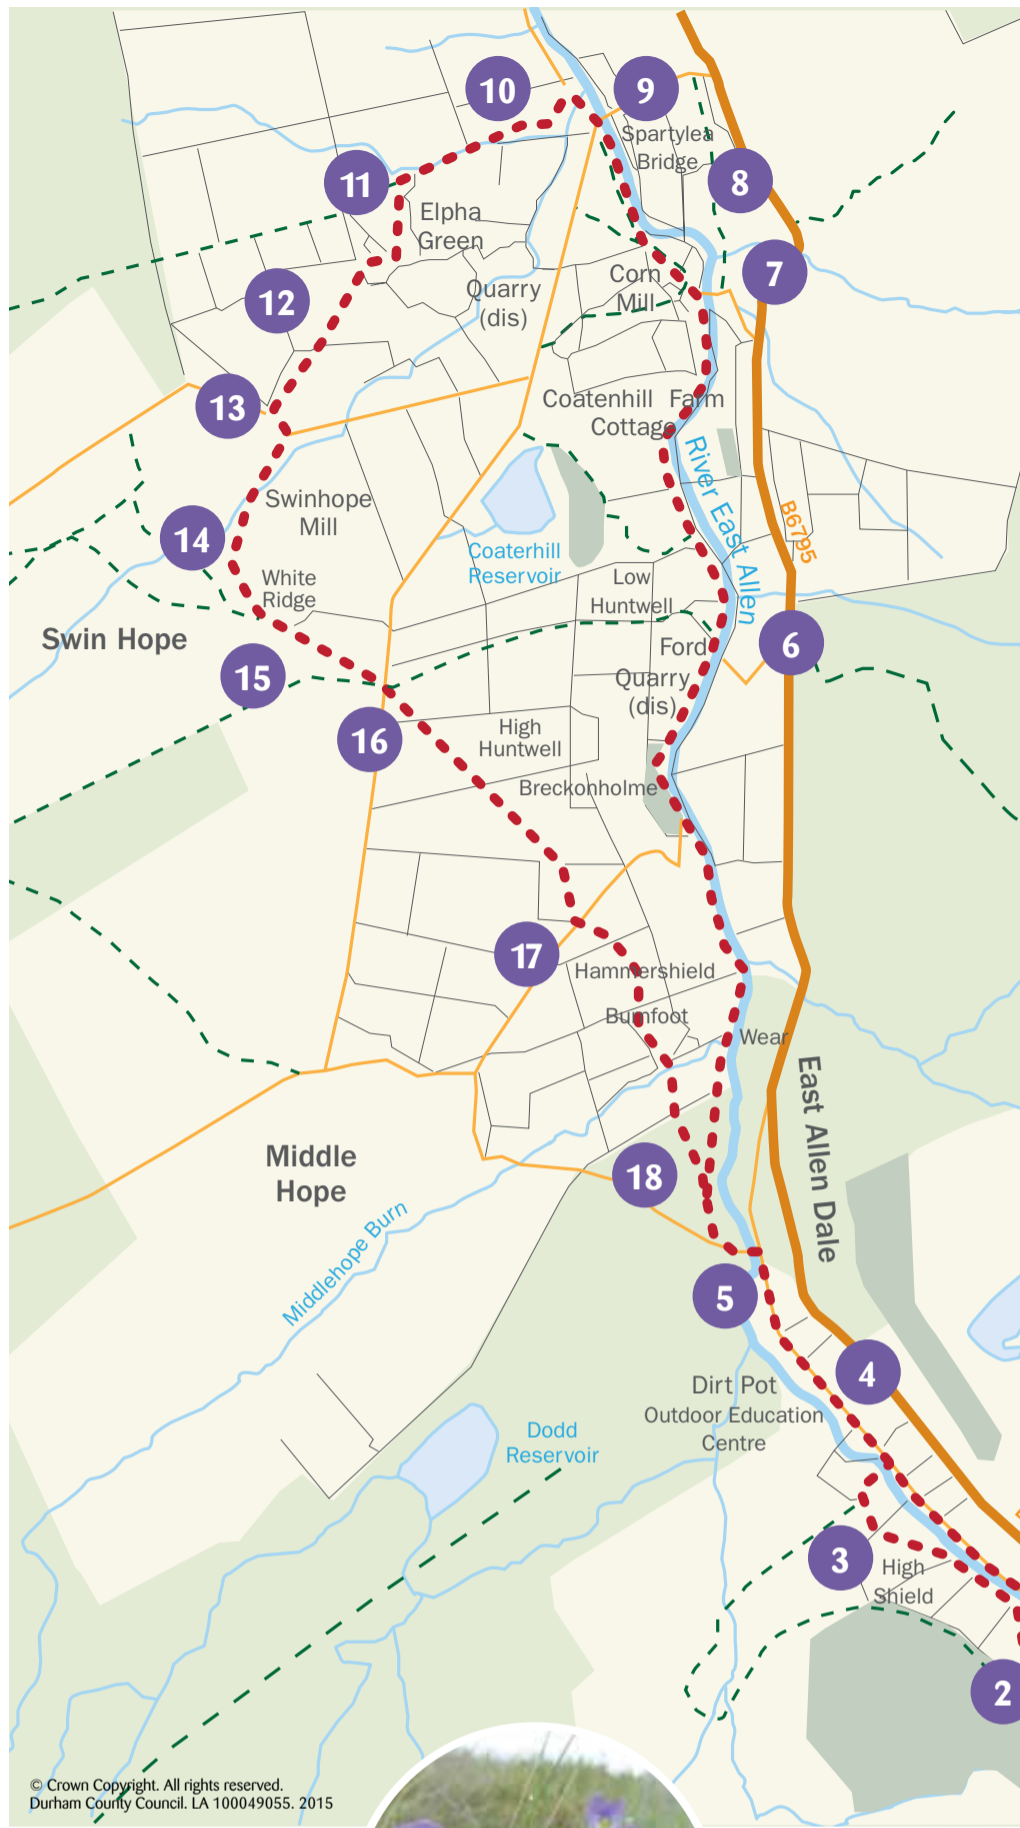 10
9
Spartylea
Bridge
8
11
Elpha
Green
7
Corn
Mill
12
Quarry
(dis)
13
Coatenhill Farm
Cottage
River East Allen
B6795
Swinhope
Mill
14
Coaterhill
Reservoir
White
Ridge
Low
Huntwell
Swin Hope
6
Ford
15
Quarry
(dis)
16
High
Huntwell
Breckonholme
17
Hammershield
Burnfoot
Wear
East Allen Dale
Middle
Hope
18
Middlehope Burn
5
4
Dirt Pot
Outdoor Education
Centre
Dodd
Reservoir
3
High
Shield
2
© Crown Copyright. All rights reserved.
Durham County Council. LA 100049055. 2015